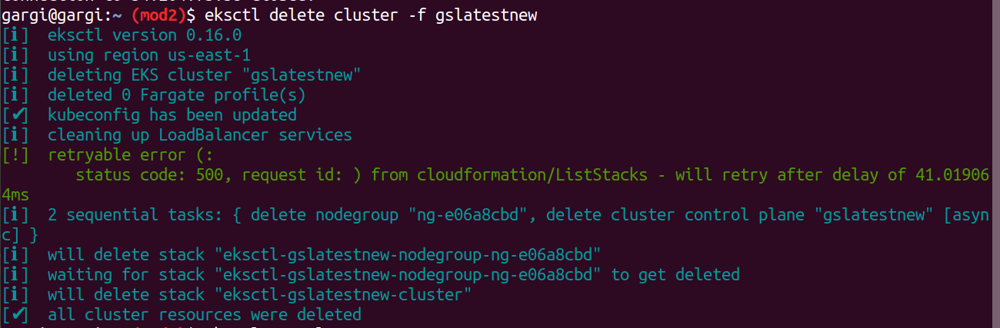 gargi@gargi:~ (mod2)$ eksctl delete cluster -f gslatestnew
[ℹ]  eksctl version 0.16.0
[ℹ]  using region us-east-1
[ℹ]  deleting EKS cluster "gslatestnew"
[ℹ]  deleted 0 Fargate profile(s)
[✔]  kubeconfig has been updated
[ℹ]  cleaning up LoadBalancer services
[!]  retryable error (:
        status code: 500, request id: ) from cloudformation/ListStacks - will retry after delay of 41.01906
4ms
[ℹ]  2 sequential tasks: { delete nodegroup "ng-e06a8cbd", delete cluster control plane "gslatestnew" [asyn
c] }
[ℹ]  will delete stack "eksctl-gslatestnew-nodegroup-ng-e06a8cbd"
[ℹ]  waiting for stack "eksctl-gslatestnew-nodegroup-ng-e06a8cbd" to get deleted
[ℹ]  will delete stack "eksctl-gslatestnew-cluster"
[✔]  all cluster resources were deleted